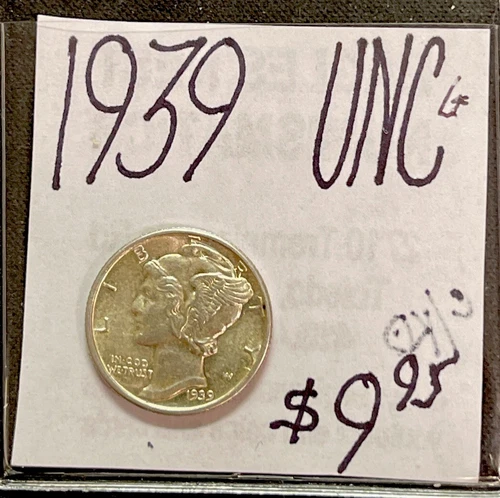 1939 UNC
LIBERTY
IN GOD
WE TRUST
1939
$9.95